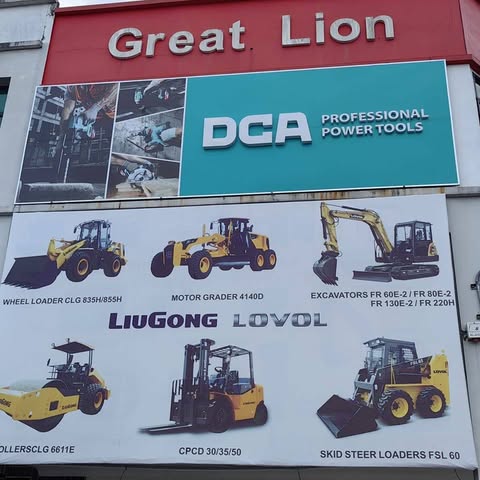 Great Lion
DCA PROFESSIONAL
POWER TOOLS
WHEEL LOADER CLG 835H/855H
MOTOR GRADER 4140D
EXCAVATORS FR 60E-2 / FR 80E-2
FR 130E-2 / FR 220H
LIUGONG LOVOL
OLLERSCLG 6611E
CPCD 30/35/50
SKID STEER LOADERS FSL 60